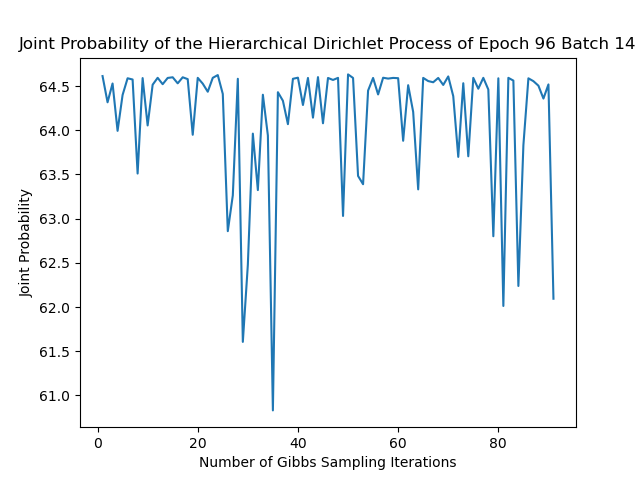 Joint Probability of the Hierarchical Dirichlet Process of Epoch 96 Batch 14
64.5
64.0
63.5
63.0
62.5
62.0
61.5
61.0
Joint Probability
0 20 40 60 80
Number of Gibbs Sampling Iterations